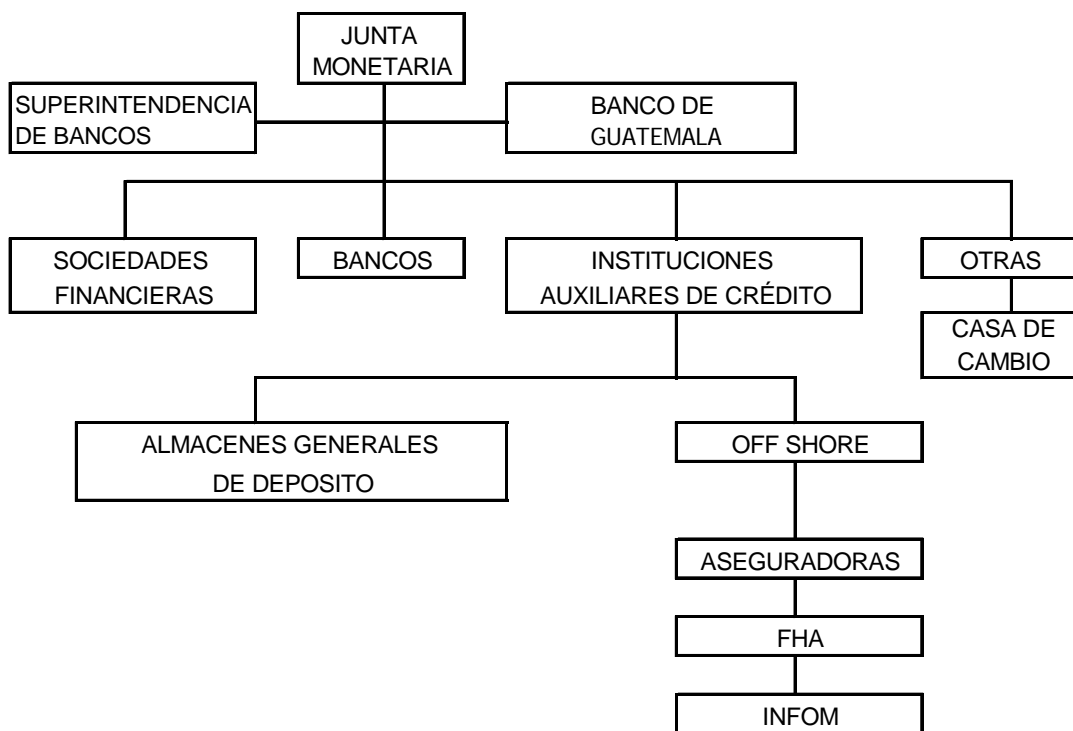 JUNTA
MONETARIA
SUPERINTENDENCIA
DE BANCOS
BANCO DE
GUATEMALA
SOCIEDADES
FINANCIERAS
BANCOS
INSTITUCIONES
AUXILIARES DE CRÉDITO
OTRAS
CASA DE
CAMBIO
ALMACENES GENERALES
DE DEPOSITO
OFF SHORE
ASEGURADORAS
FHA
INFOM